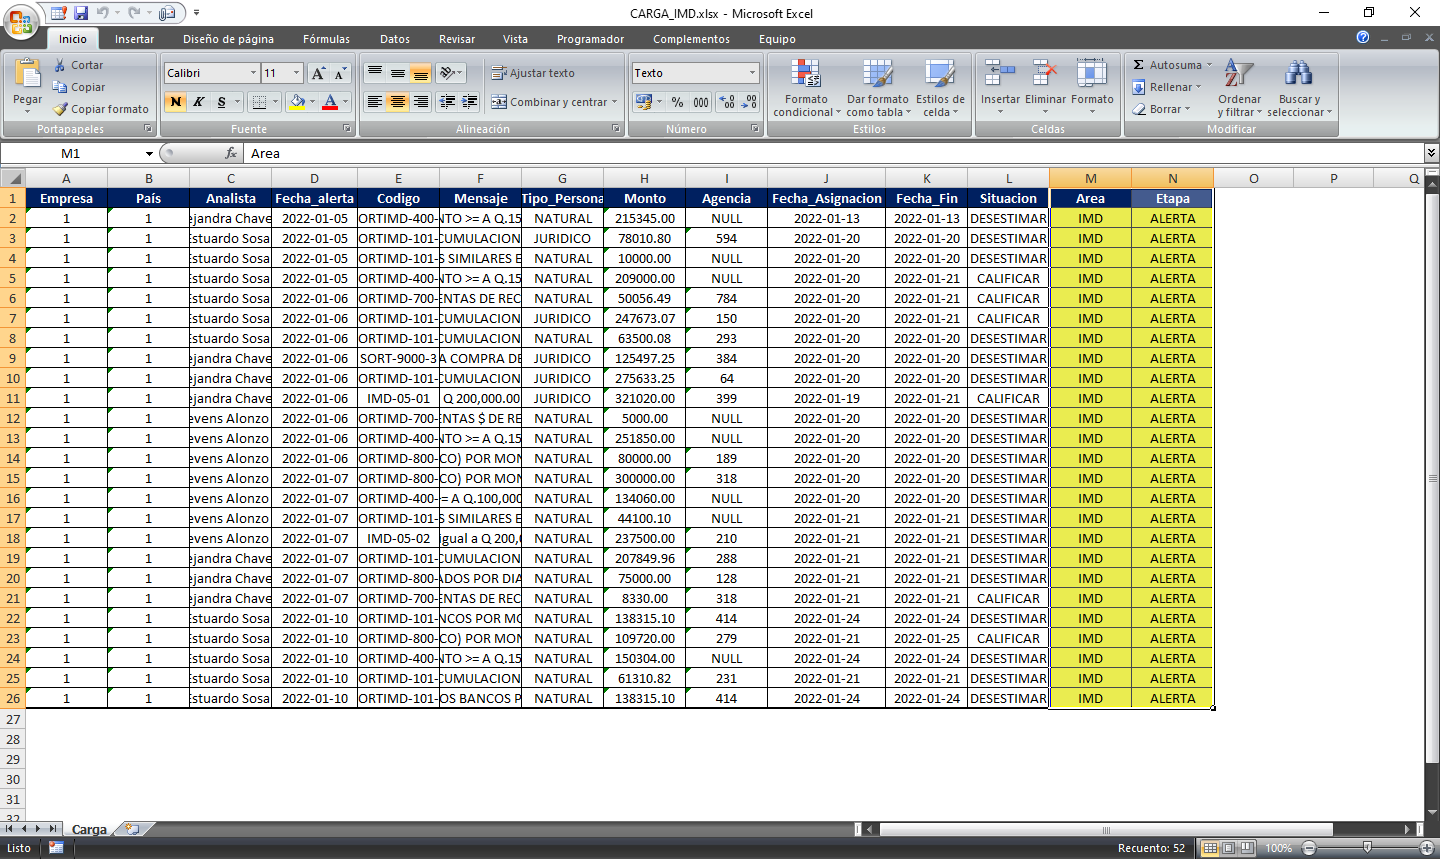 CARGA_IMD.xlsx - Microsoft Excel
Inicio Insertar Diseño de página Fórmulas Datos Revisar Vista Programador Complementos Equipo
Pegar Cortar Copiar Copiar formato Portapapeles
Calibri 11 N K S Fuente
Ajustar texto Combinar y centrar Alineación
Texto % 000 Número
Formato condicional Dar formato como tabla Estilos de celda Estilos
Insertar Eliminar Formato Celdas
Autosuma Rellenar Borrar Ordenar y filtrar Buscar y seleccionar Modificar
M1 fx Area
A B C D E F G H I J K L M N O P Q
1 Empresa País Analista Fecha_alerta Codigo Mensaje Tipo_Persona Monto Agencia Fecha_Asignacion Fecha_Fin Situacion Area Etapa
2 1 1 ejandra Chave 2022-01-05 ORTIMD-400- NTO >= A Q.15 NATURAL 215345.00 NULL 2022-01-13 2022-01-13 DESESTIMAR IMD ALERTA
3 1 1 Estuardo Sosa 2022-01-05 ORTIMD-101- CUMULACION JURIDICO 78010.80 594 2022-01-20 2022-01-20 DESESTIMAR IMD ALERTA
4 1 1 Estuardo Sosa 2022-01-05 ORTIMD-101- S SIMILARES E NATURAL 10000.00 NULL 2022-01-20 2022-01-20 DESESTIMAR IMD ALERTA
5 1 1 Estuardo Sosa 2022-01-05 ORTIMD-400- NTO >= A Q.15 NATURAL 209000.00 NULL 2022-01-20 2022-01-21 CALIFICAR IMD ALERTA
6 1 1 Estuardo Sosa 2022-01-06 ORTIMD-700- ENTAS DE REC NATURAL 50056.49 784 2022-01-20 2022-01-21 CALIFICAR IMD ALERTA
7 1 1 Estuardo Sosa 2022-01-06 ORTIMD-101- CUMULACION JURIDICO 247673.07 150 2022-01-20 2022-01-21 CALIFICAR IMD ALERTA
8 1 1 Estuardo Sosa 2022-01-06 ORTIMD-101- CUMULACION NATURAL 63500.08 293 2022-01-20 2022-01-20 DESESTIMAR IMD ALERTA
9 1 1 ejandra Chave 2022-01-06 SORT-9000-3 A COMPRA DE JURIDICO 125497.25 384 2022-01-20 2022-01-20 DESESTIMAR IMD ALERTA
10 1 1 ejandra Chave 2022-01-06 ORTIMD-101- CUMULACION JURIDICO 275633.25 64 2022-01-20 2022-01-20 DESESTIMAR IMD ALERTA
11 1 1 ejandra Chave 2022-01-06 IMD-05-01 Q 200,000.00 JURIDICO 321020.00 399 2022-01-19 2022-01-21 CALIFICAR IMD ALERTA
12 1 1 evens Alonzo 2022-01-06 ORTIMD-700- ENTAS $ DE RE NATURAL 5000.00 NULL 2022-01-20 2022-01-20 DESESTIMAR IMD ALERTA
13 1 1 evens Alonzo 2022-01-06 ORTIMD-400- NTO >= A Q.15 NATURAL 251850.00 NULL 2022-01-20 2022-01-20 DESESTIMAR IMD ALERTA
14 1 1 evens Alonzo 2022-01-06 ORTIMD-800- CO) POR MON NATURAL 80000.00 189 2022-01-20 2022-01-20 DESESTIMAR IMD ALERTA
15 1 1 evens Alonzo 2022-01-07 ORTIMD-800- CO) POR MON NATURAL 300000.00 318 2022-01-20 2022-01-20 DESESTIMAR IMD ALERTA
16 1 1 evens Alonzo 2022-01-07 ORTIMD-400- = A Q.100,000 NATURAL 134060.00 NULL 2022-01-20 2022-01-20 DESESTIMAR IMD ALERTA
17 1 1 evens Alonzo 2022-01-07 ORTIMD-101- S SIMILARES E NATURAL 44100.10 NULL 2022-01-21 2022-01-21 DESESTIMAR IMD ALERTA
18 1 1 evens Alonzo 2022-01-07 IMD-05-02 igual a Q 200, NATURAL 237500.00 210 2022-01-21 2022-01-21 DESESTIMAR IMD ALERTA
19 1 1 ejandra Chave 2022-01-07 ORTIMD-101- CUMULACION NATURAL 207849.96 288 2022-01-21 2022-01-21 DESESTIMAR IMD ALERTA
20 1 1 ejandra Chave 2022-01-07 ORTIMD-800- ADOS POR DIA NATURAL 75000.00 128 2022-01-21 2022-01-21 DESESTIMAR IMD ALERTA
21 1 1 ejandra Chave 2022-01-07 ORTIMD-700- ENTAS DE REC NATURAL 8330.00 318 2022-01-21 2022-01-21 CALIFICAR IMD ALERTA
22 1 1 Estuardo Sosa 2022-01-10 ORTIMD-101- NCOS POR MO NATURAL 138315.10 414 2022-01-24 2022-01-24 DESESTIMAR IMD ALERTA
23 1 1 Estuardo Sosa 2022-01-10 ORTIMD-800- CO) POR MON NATURAL 109720.00 279 2022-01-21 2022-01-25 CALIFICAR IMD ALERTA
24 1 1 Estuardo Sosa 2022-01-10 ORTIMD-400- NTO >= A Q.15 NATURAL 150304.00 NULL 2022-01-24 2022-01-24 DESESTIMAR IMD ALERTA
25 1 1 Estuardo Sosa 2022-01-10 ORTIMD-101- CUMULACION NATURAL 61310.82 231 2022-01-21 2022-01-21 DESESTIMAR IMD ALERTA
26 1 1 Estuardo Sosa 2022-01-10 ORTIMD-101- OS BANCOS P NATURAL 138315.10 414 2022-01-24 2022-01-24 DESESTIMAR IMD ALERTA
27
28
29
30
31
32
Carga
Listo Recuento: 52 100%